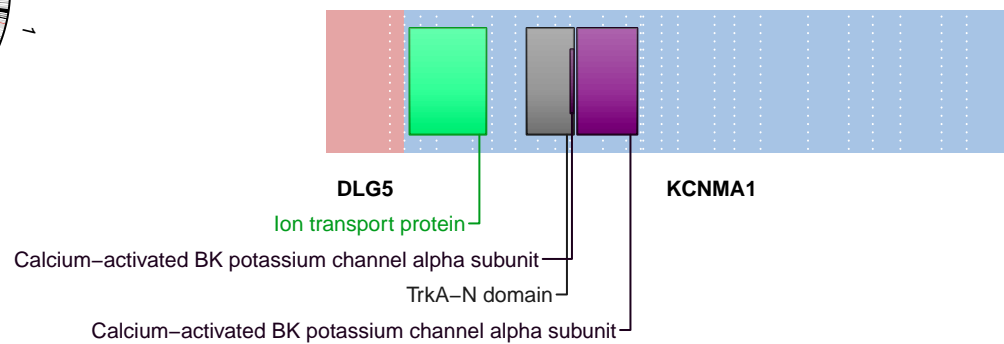 1
DLG5 KCNMA1
Ion transport protein
Calcium−activated BK potassium channel alpha subunit
TrkA−N domain
Calcium−activated BK potassium channel alpha subunit